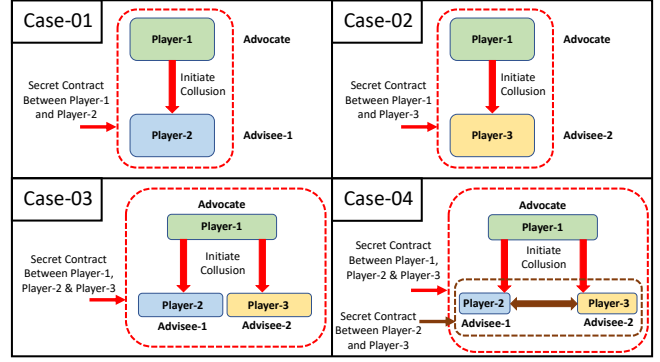 Case-01
Player-1
Advocate
Initiate
Collusion
Secret Contract
Between Player-1
and Player-2
Player-2
Advisee-1
Case-02
Player-1
Advocate
Initiate
Collusion
Secret Contract
Between Player-1
and Player-3
Player-3
Advisee-2
Case-03
Advocate
Player-1
Initiate
Collusion
Secret Contract
Between Player-1,
Player-2 & Player-3
Player-2
Player-3
Advisee-1
Advisee-2
Case-04
Advocate
Player-1
Initiate
Collusion
Secret Contract
Between Player-1,
Player-2 & Player-3
Player-2
Player-3
Advisee-1
Advisee-2
Secret Contract
Between Player-2
and Player-3